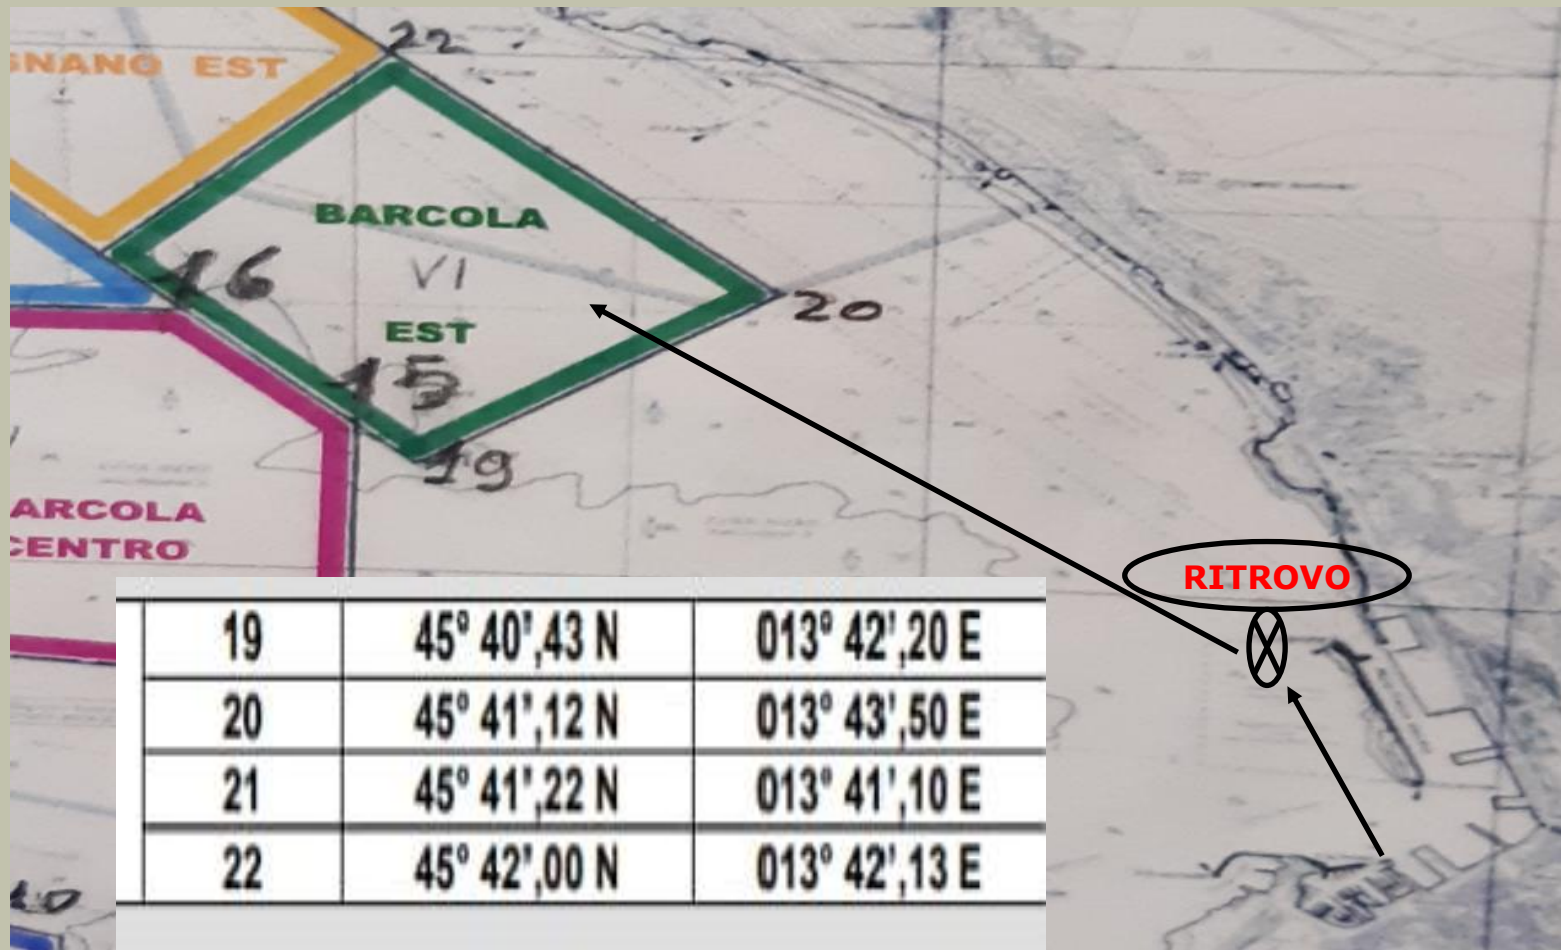 GNANO EST
22
BARCOLA
VI
EST
16
15
20
19
ARCOLA
CENTRO
RITROVO
19 45° 40',43 N 013° 42',20 E
20 45° 41',12 N 013° 43',50 E
21 45° 41',22 N 013° 41',10 E
22 45° 42',00 N 013° 42',13 E